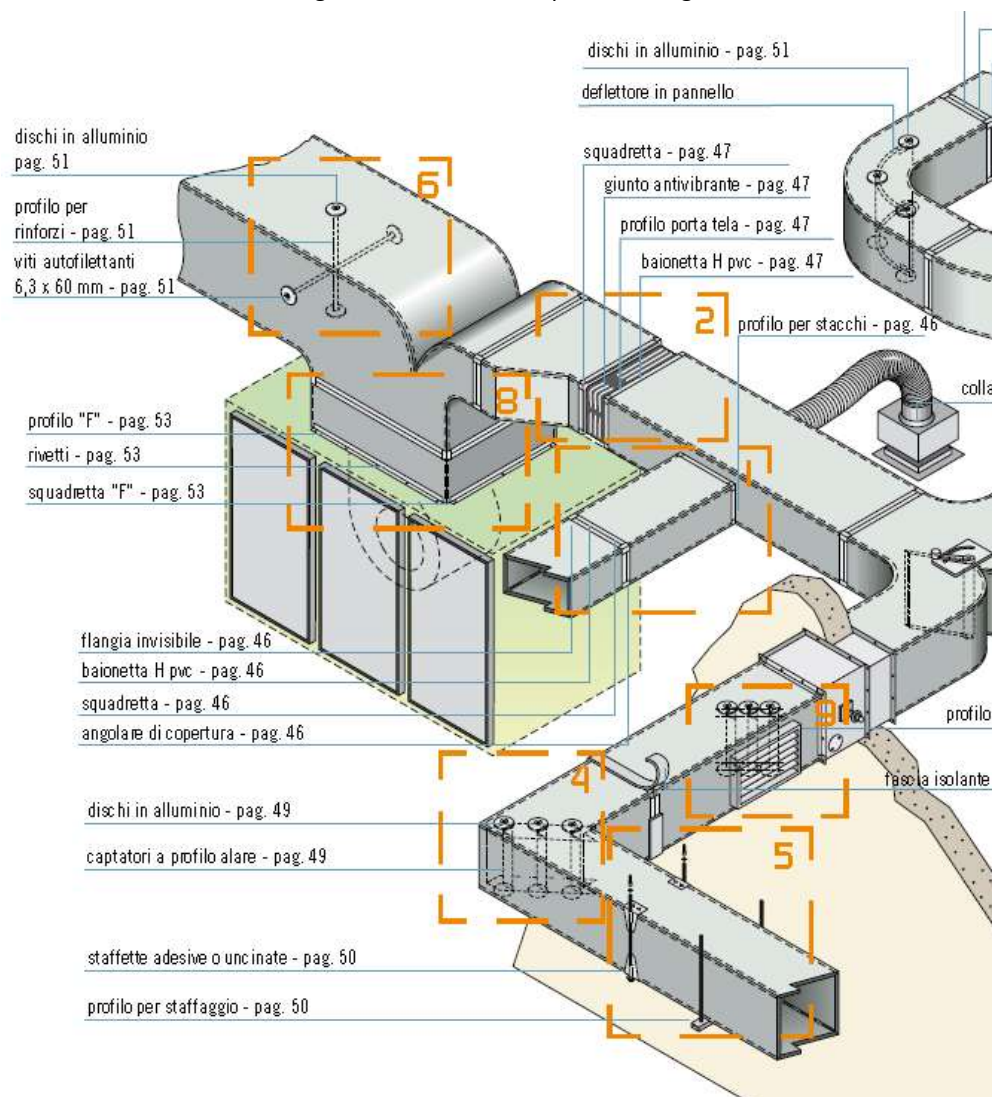 dischi in alluminio - pag. 51
deflettore in pannello
dischi in alluminio
pag. 51
squadretta - pag. 47
giunto antivibrante - pag. 47
profilo per
rinforzi - pag. 51
profilo porta tela - pag. 47
viti autofilettanti
6,3 x 60 mm - pag. 51
baionetta H pvc - pag. 47
6
2
profilo per stacchi - pag. 46
8
colla
profilo "F" - pag. 53
rivetti - pag. 53
squadretta "F" - pag. 53
flangia invisibile - pag. 46
baionetta H pvc - pag. 46
squadretta - pag. 46
angolare di copertura - pag. 46
9
profilo
4
fascia isolante
dischi in alluminio - pag. 49
5
captatori a profilo alare - pag. 49
staffette adesive o uncinate - pag. 50
profilo per staffaggio - pag. 50